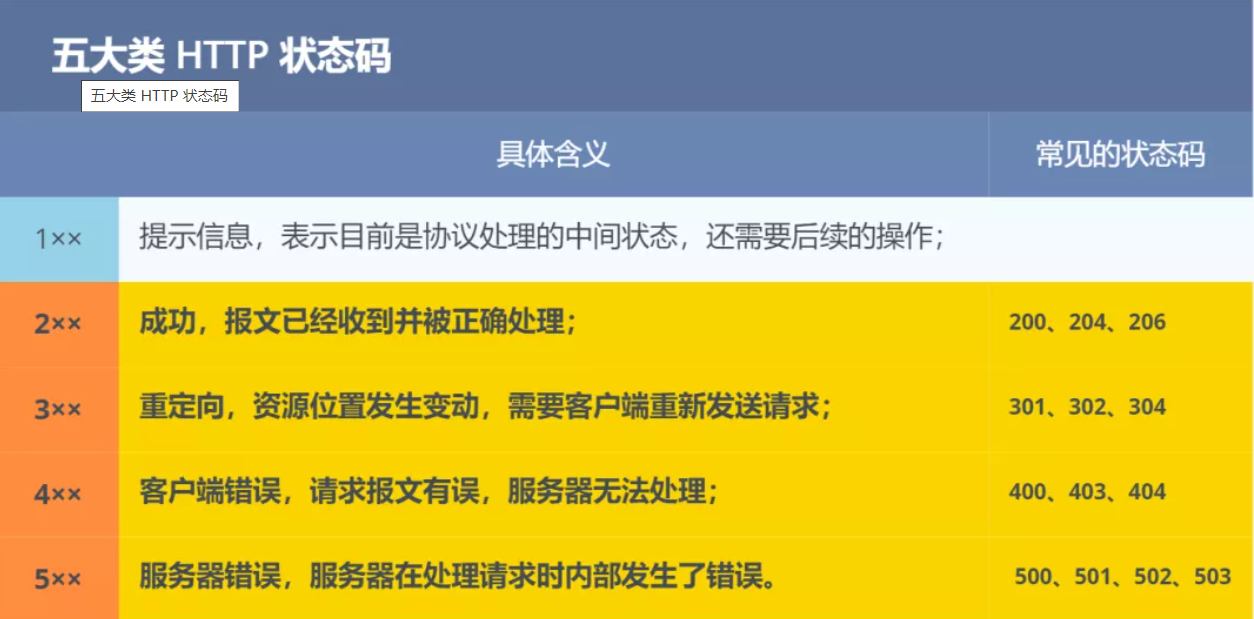 五大类 HTTP 状态码
五大类 HTTP 状态码
具体含义 常见的状态码
1×× 提示信息，表示目前是协议处理的中间状态，还需要后续的操作；
2×× 成功，报文已经收到并被正确处理； 200、204、206
3×× 重定向，资源位置发生变动，需要客户端重新发送请求； 301、302、304
4×× 客户端错误，请求报文有误，服务器无法处理； 400、403、404
5×× 服务器错误，服务器在处理请求时内部发生了错误。 500、501、502、503